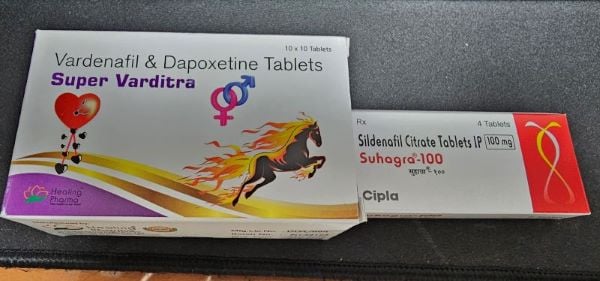 10 x 10 Tablets
Vardenafil & Dapoxetine Tablets
Super Varditra
Healing
Pharma
Rx
4 Tablets
Sildenafil Citrate Tablets IP 100 mg
Suhagra®-100
सुहाग्रा - १००
Cipla